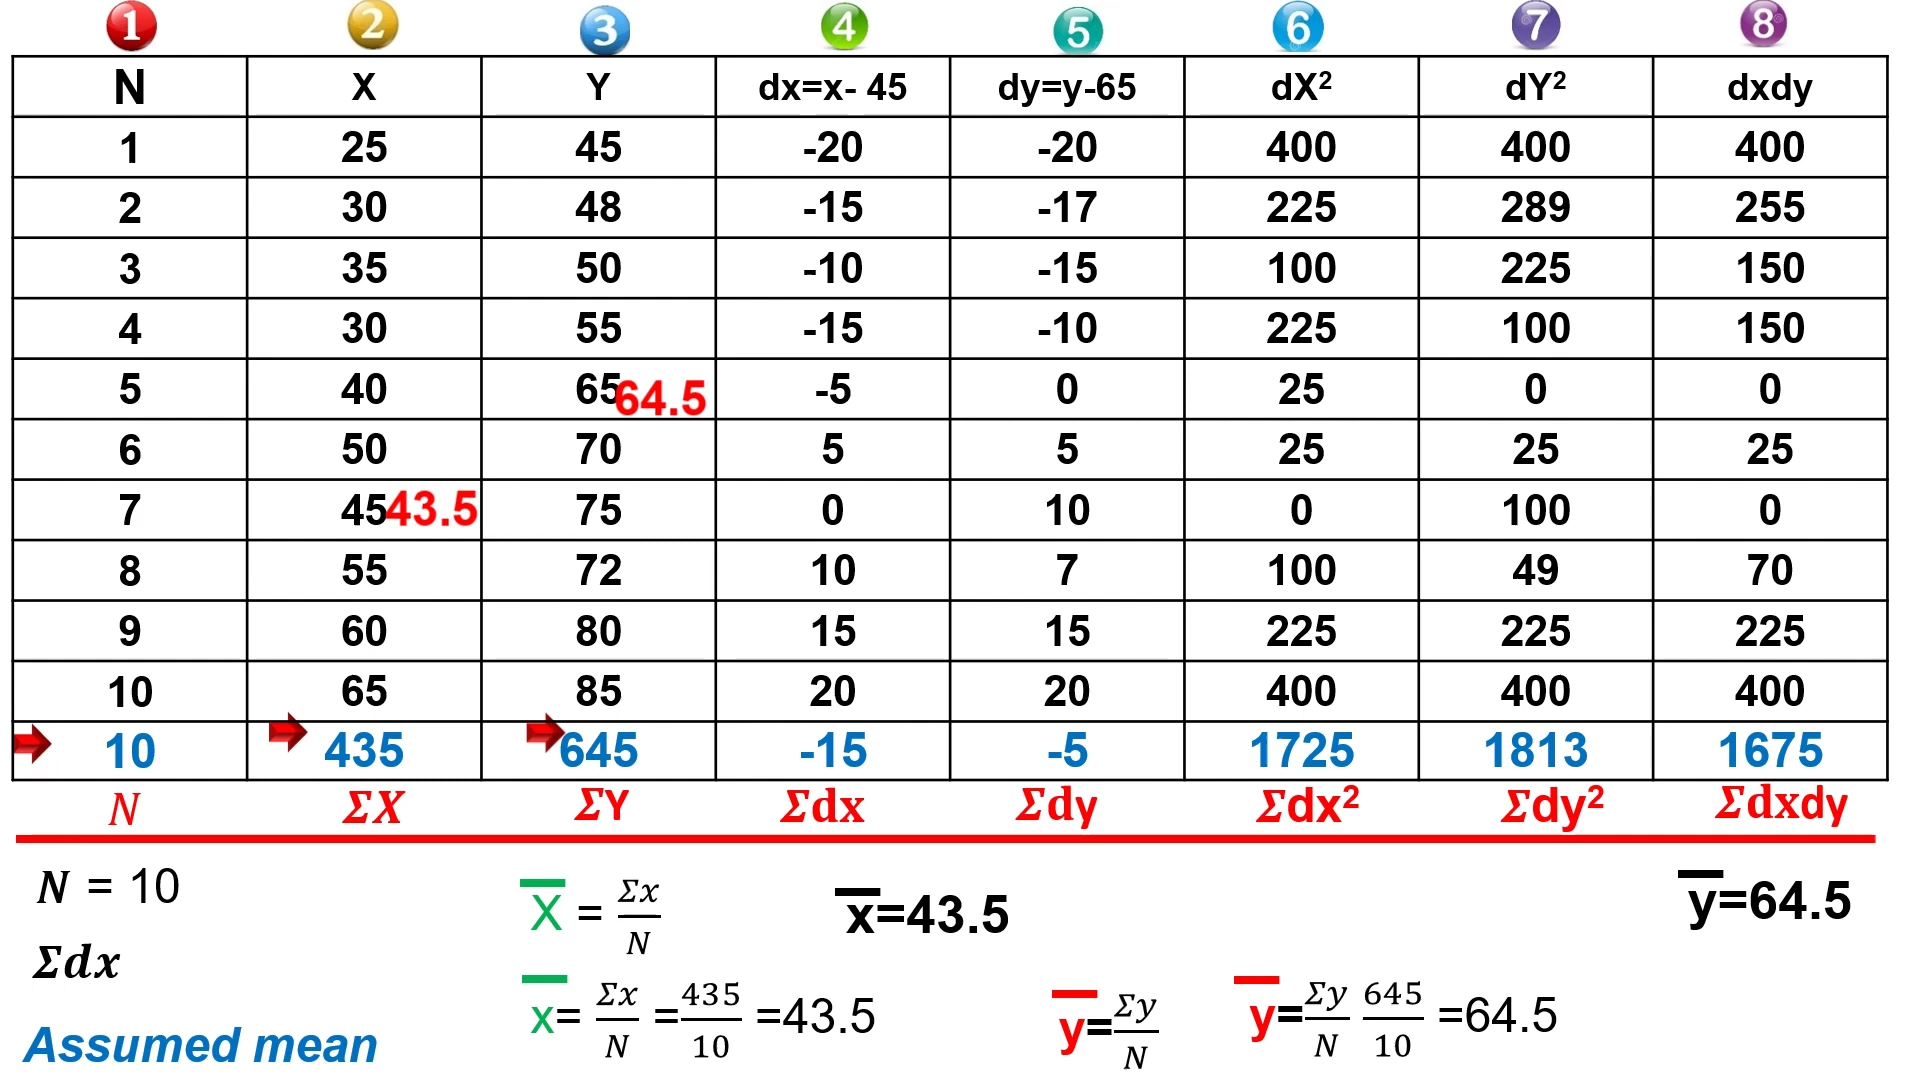 1 2 3 4 5 6 7 8
N X Y dx=x- 45 dy=y-65 dX² dY² dxdy
1 25 45 -20 -20 400 400 400
2 30 48 -15 -17 225 289 255
3 35 50 -10 -15 100 225 150
4 30 55 -15 -10 225 100 150
5 40 65 64.5 -5 0 25 0 0
6 50 70 5 5 25 25 25
7 45 43.5 75 0 10 0 100 0
8 55 72 10 7 100 49 70
9 60 80 15 15 225 225 225
10 65 85 20 20 400 400 400
10 435 645 -15 -5 1725 1813 1675
N ΣX ΣY Σdx Σdy Σdx² Σdy² Σdxdy
N = 10
X̅ = Σx/N
x̅=43.5
y̅=64.5
Σdx
x̅= Σx/N =435/10 =43.5
y̅=Σy/N
y̅=Σy/N 645/10 =64.5
Assumed mean